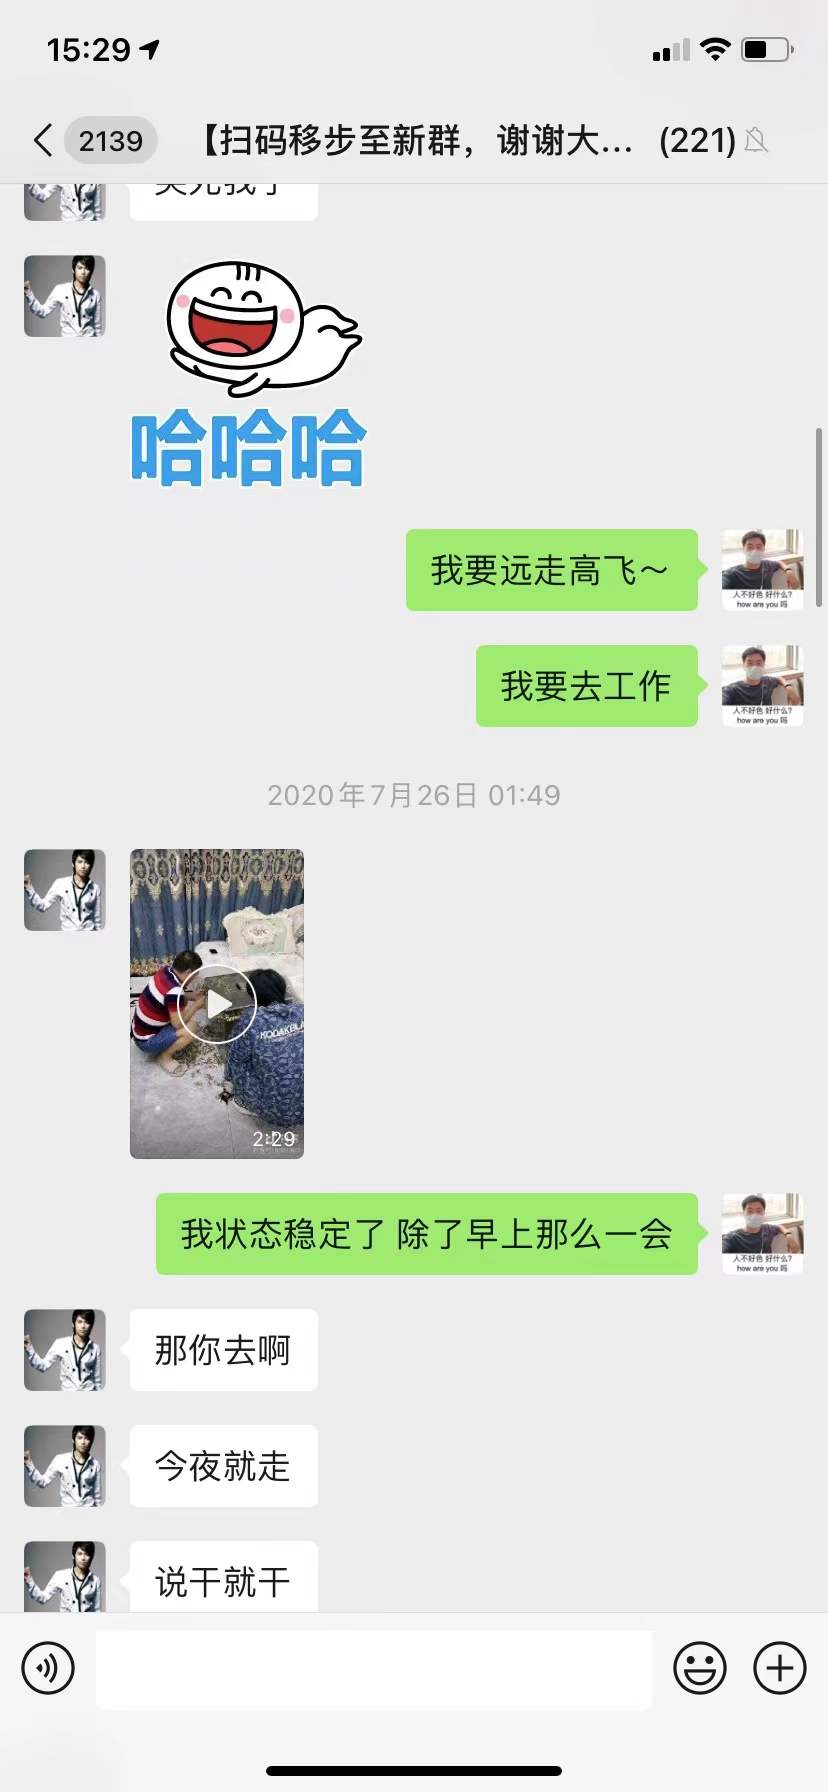 15:29
2139
【扫码移步至新群，谢谢大... (221)
哈哈哈
我要远走高飞～
人不好色 好什么?
how are you 吗
我要去工作
人不好色 好什么?
how are you 吗
2020年7月26日 01:49
2:29
我状态稳定了 除了早上那么一会
人不好色 好什么?
how are you 吗
那你去啊
今夜就走
说干就干